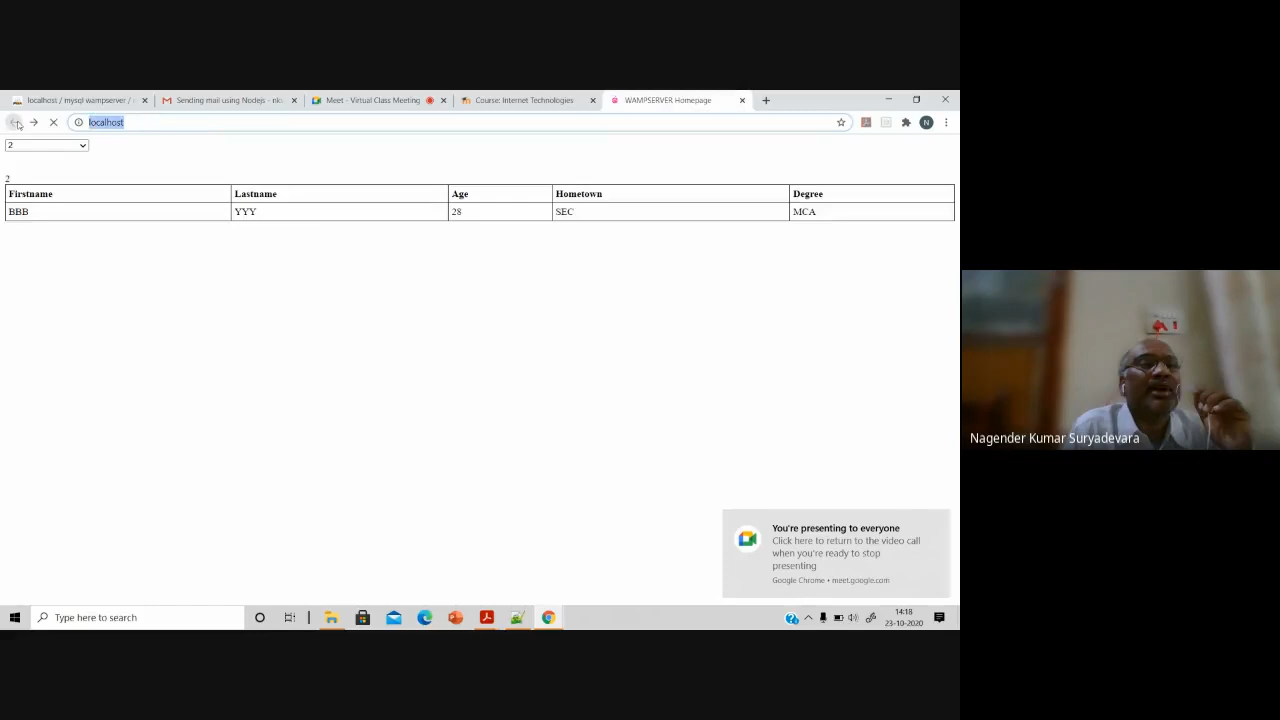 localhost / mysql wampserver /
Sending mail using Nodejs - nk
Meet - Virtual Class Meeting
Course: Internet Technologies
WAMPSERVER Homepage
localhost
2
2
Firstname Lastname Age Hometown Degree
BBB YYY 28 SEC MCA
Nagender Kumar Suryadevara
You're presenting to everyone
Click here to return to the video call
when you're ready to stop
presenting
Google Chrome • meet.google.com
Type here to search
14:18
23-10-2020
N